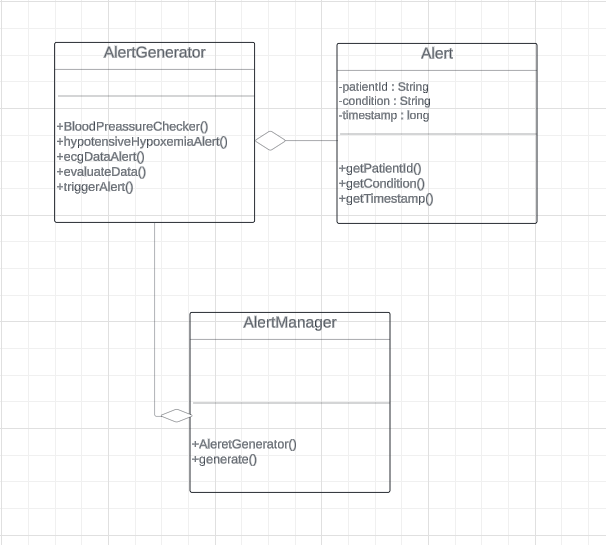 AlertGenerator
+BloodPreassureChecker()
+hypotensiveHypoxemiaAlert()
+ecgDataAlert()
+evaluateData()
+triggerAlert()
Alert
-patientId : String
-condition : String
-timestamp : long
+getPatientId()
+getCondition()
+getTimestamp()
AlertManager
+AleretGenerator()
+generate()